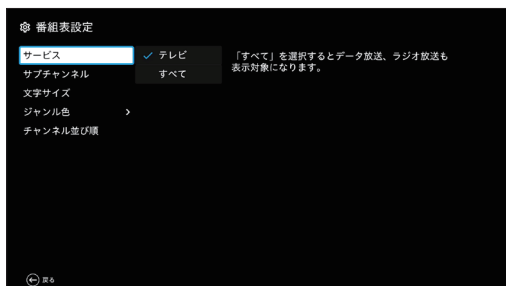 番組表設定
サービス
サブチャンネル
文字サイズ
ジャンル色
チャンネル並び順
テレビ
すべて
「すべて」を選択するとデータ放送、ラジオ放送も
表示対象になります。
戻る